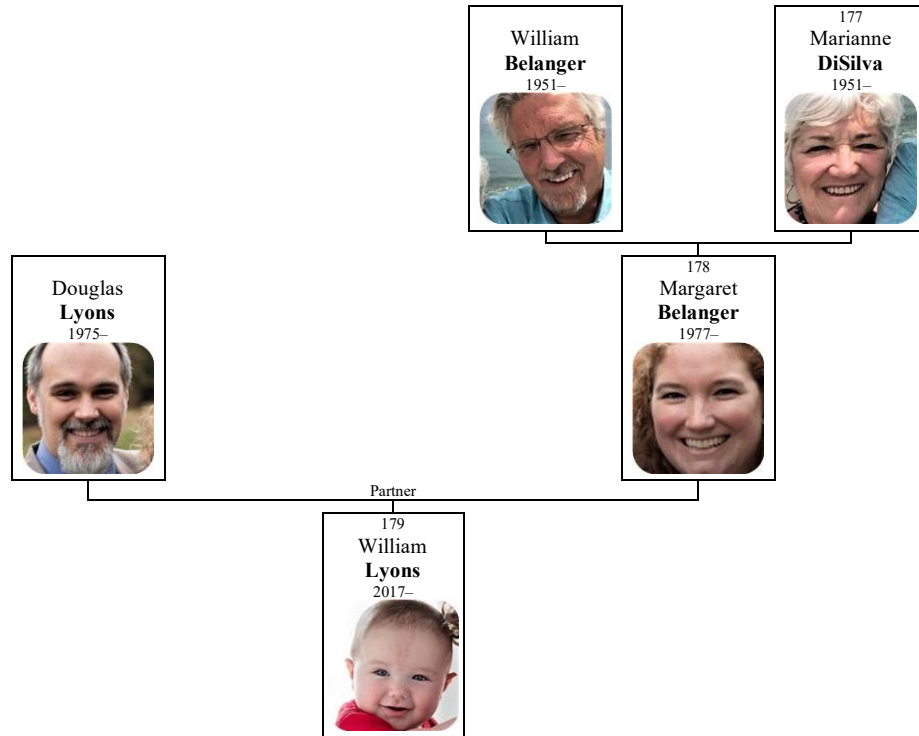 William
Belanger
1951–
177
Marianne
DiSilva
1951–
Douglas
Lyons
1975–
178
Margaret
Belanger
1977–
Partner
179
William
Lyons
2017–